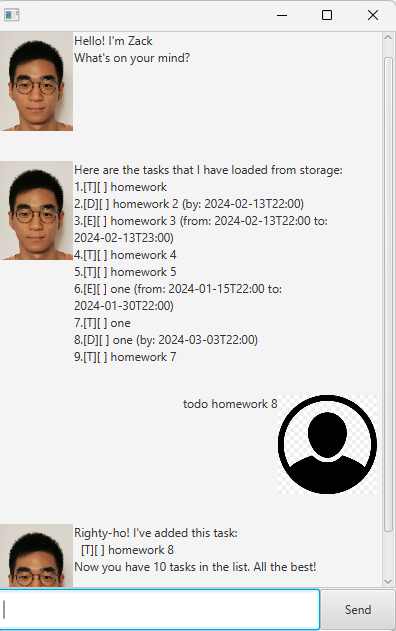 Hello! I'm Zack
What's on your mind?
Here are the tasks that I have loaded from storage:
1.[T][ ] homework
2.[D][ ] homework 2 (by: 2024-02-13T22:00)
3.[E][ ] homework 3 (from: 2024-02-13T22:00 to:
2024-02-13T23:00)
4.[T][ ] homework 4
5.[T][ ] homework 5
6.[E][ ] one (from: 2024-01-15T22:00 to:
2024-01-30T22:00)
7.[T][ ] one
8.[D][ ] one (by: 2024-03-03T22:00)
9.[T][ ] homework 7
todo homework 8
Righty-ho! I've added this task:
[T][ ] homework 8
Now you have 10 tasks in the list. All the best!
Send